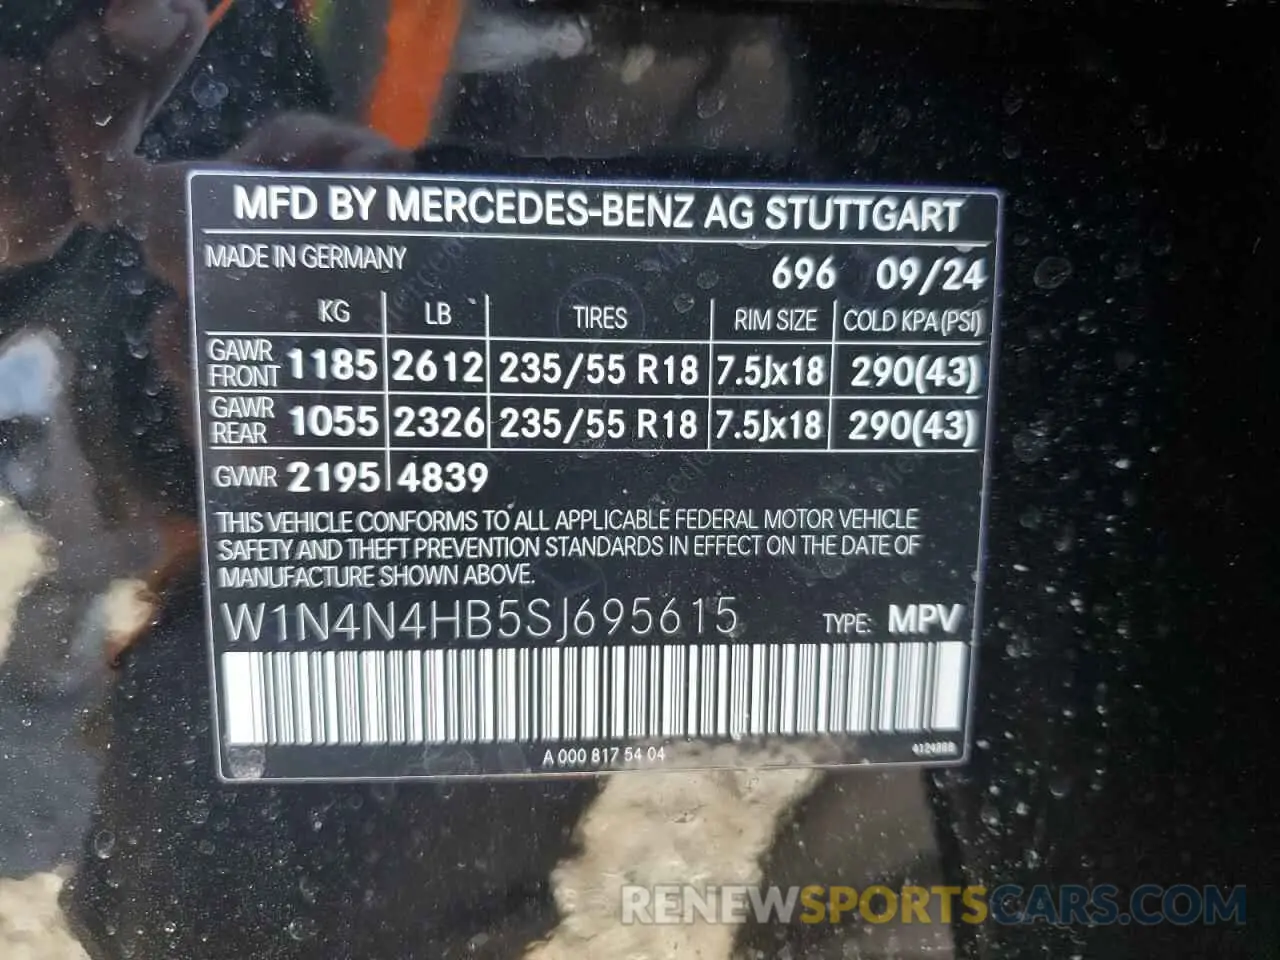 MFD BY MERCEDES-BENZ AG STUTTGART
MADE IN GERMANY
696 09/24
KG LB TIRES RIM SIZE COLD KPA (PSI)
GAWR FRONT 1185 2612 235/55 R18 7.5Jx18 290(43)
GAWR REAR 1055 2326 235/55 R18 7.5Jx18 290(43)
GVWR 2195 4839
THIS VEHICLE CONFORMS TO ALL APPLICABLE FEDERAL MOTOR VEHICLE
SAFETY AND THEFT PREVENTION STANDARDS IN EFFECT ON THE DATE OF
MANUFACTURE SHOWN ABOVE.
W1N4N4HB5SJ695615 TYPE: MPV
A 000 817 54 04
RENEWSPORTSCARS.COM